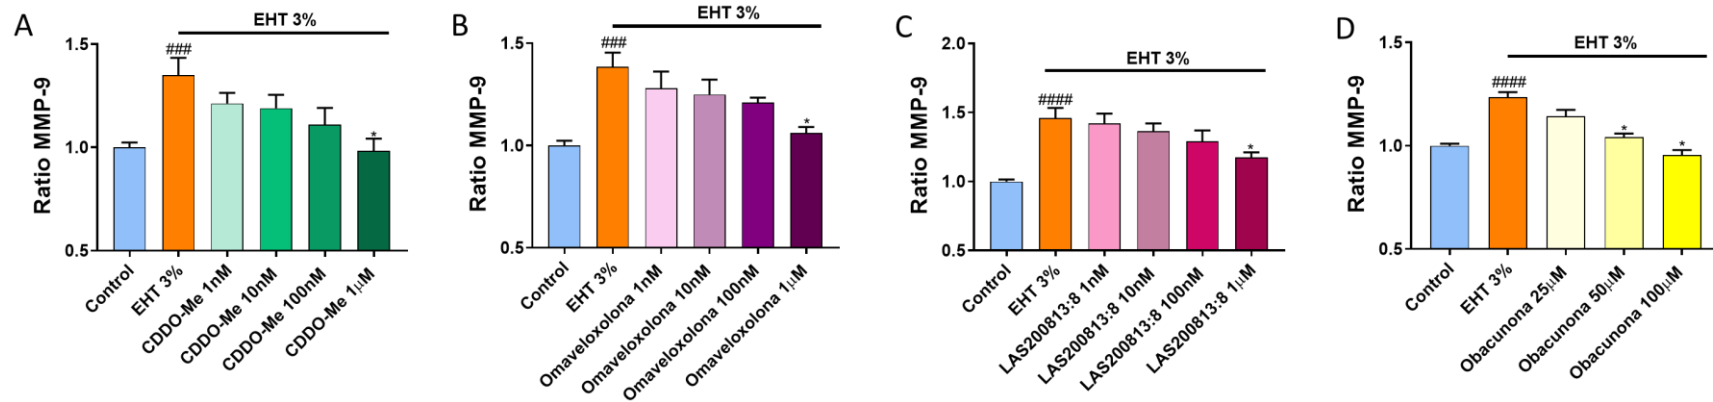 A
EHT 3%
Ratio MMP-9
1.5
1.0
0.5
###
*
Control
EHT 3%
CDDO-Me 1nM
CDDO-Me 10nM
CDDO-Me 100nM
CDDO-Me 1μM
B
EHT 3%
Ratio MMP-9
1.5
1.0
0.5
###
*
Control
EHT 3%
Omaveloxolona 1nM
Omaveloxolona 10nM
Omaveloxolona 100nM
Omaveloxolona 1μM
C
EHT 3%
Ratio MMP-9
2.0
1.5
1.0
0.5
####
*
Control
EHT 3%
LAS200813:8 1nM
LAS200813:8 10nM
LAS200813:8 100nM
LAS200813:8 1μM
D
EHT 3%
Ratio MMP-9
1.5
1.0
0.5
####
*
*
Control
EHT 3%
Obacunona 25μM
Obacunona 50μM
Obacunona 100μM